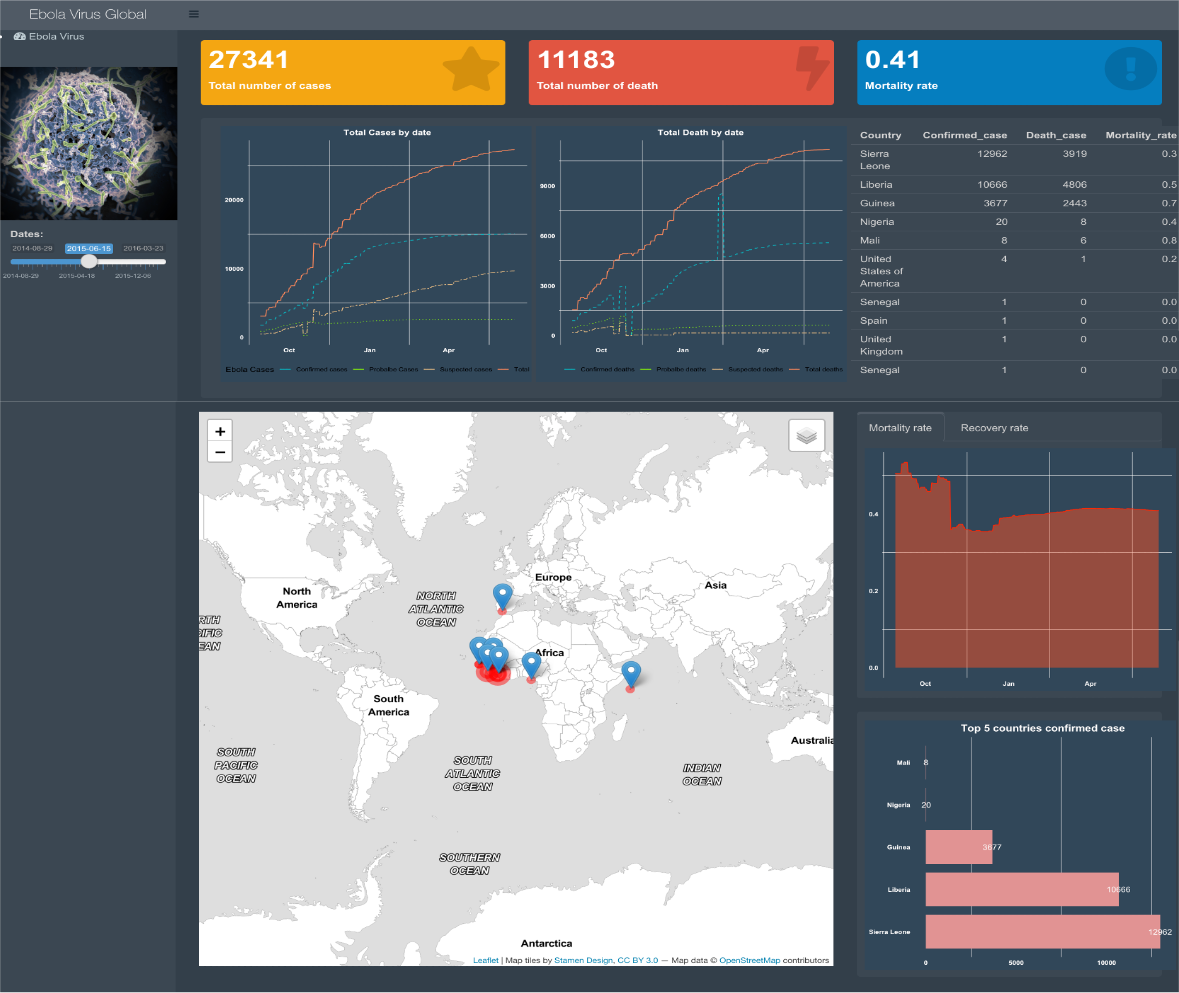 Ebola Virus Global
Ebola Virus
27341
Total number of cases
11183
Total number of death
0.41
Mortality rate
Dates:
2014-06-29 2015-06-15 2016-03-23
2014-06-29 2015-04-18 2015-12-06
Total Cases by date
20000
10000
0
Oct Jan Apr
Ebola Cases Confirmed cases Probalbe Cases Suspected cases Total
Total Death by date
9000
6000
3000
0
Oct Jan Apr
Confirmed deaths Probalbe deaths Suspected deaths Total deaths
Country Confirmed_case Death_case Mortality_rate
Sierra Leone 12962 3919 0.3
Liberia 10666 4806 0.5
Guinea 3677 2443 0.7
Nigeria 20 8 0.4
Mali 8 6 0.8
United States of America 4 1 0.2
Senegal 1 0 0.0
Spain 1 0 0.0
United Kingdom 1 0 0.0
Senegal 1 0 0.0
+
−
North
America
NORTH
ATLANTIC
OCEAN
Europe
Asia
RTH
IFIC
EAN
Africa
South
America
SOUTH
PACIFIC
OCEAN
SOUTH
ATLANTIC
OCEAN
INDIAN
OCEAN
Australia
SOUTHERN
OCEAN
Antarctica
Leaflet | Map tiles by Stamen Design, CC BY 3.0 — Map data © OpenStreetMap contributors
Mortality rate Recovery rate
0.4
0.2
0.0
Oct Jan Apr
Top 5 countries confirmed case
Mali 8
Nigeria 20
Guinea 3677
Liberia 10666
Sierra Leone 12962
0 5000 10000